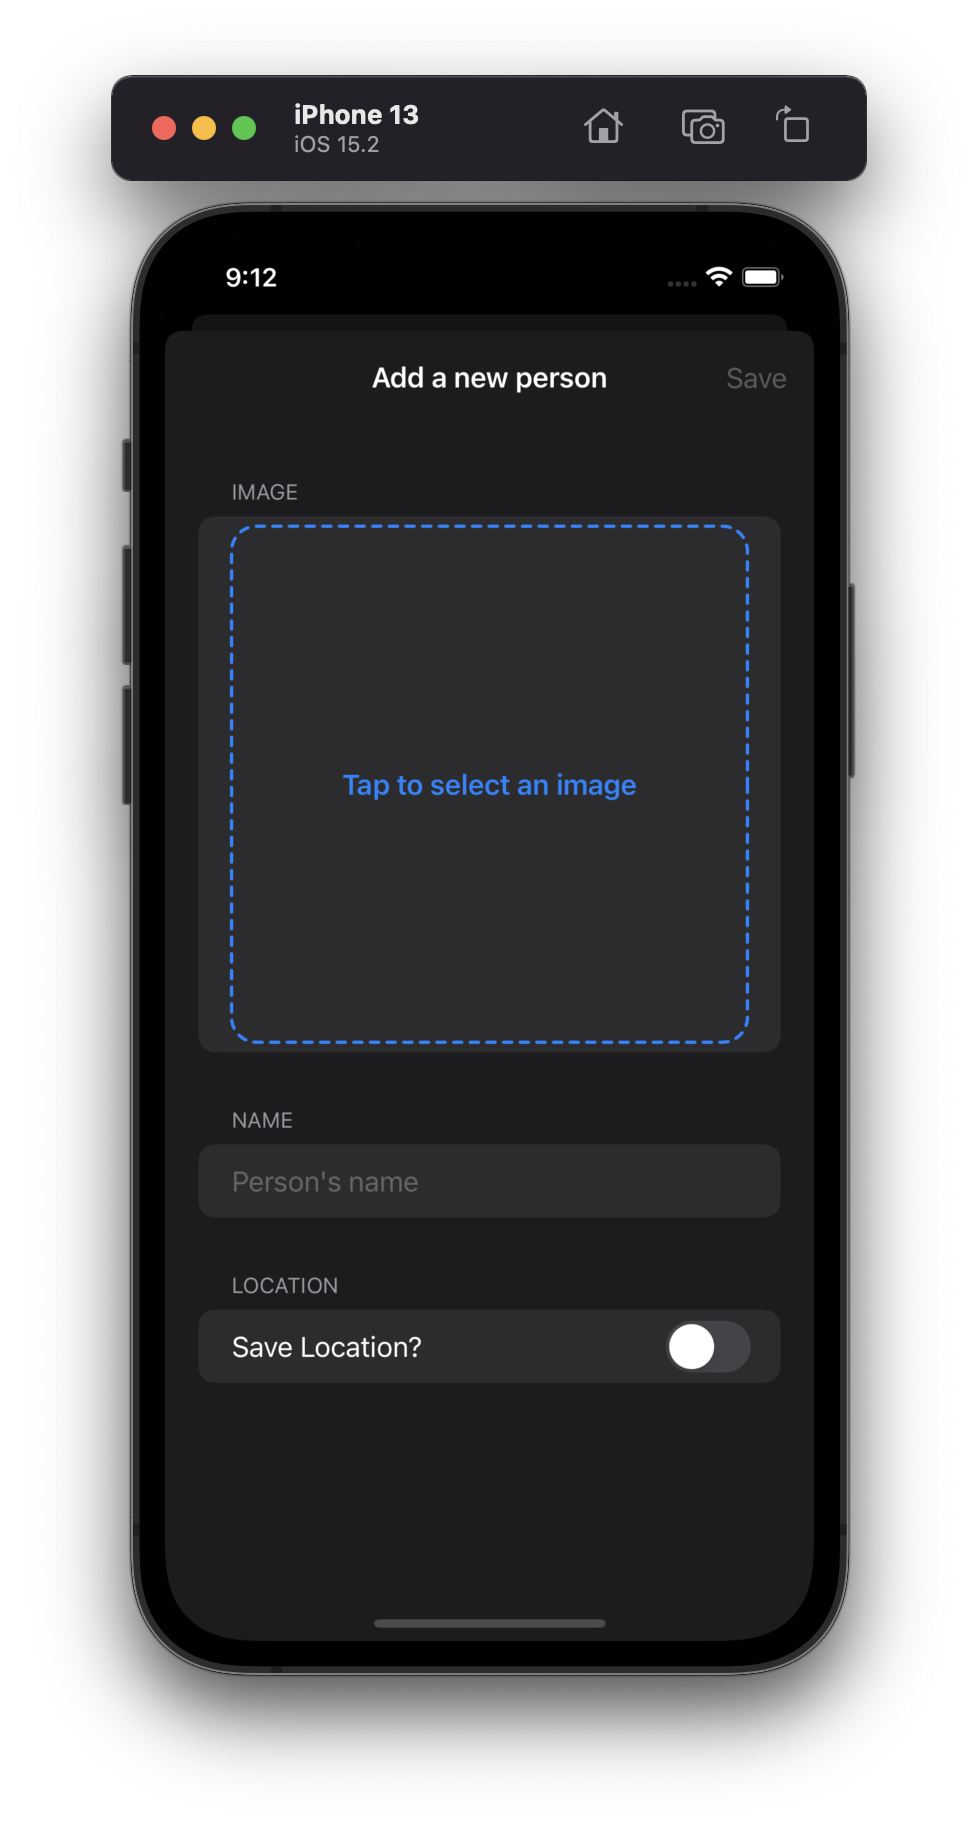 iPhone 13
iOS 15.2
9:12
Add a new person
Save
IMAGE
Tap to select an image
NAME
Person's name
LOCATION
Save Location?